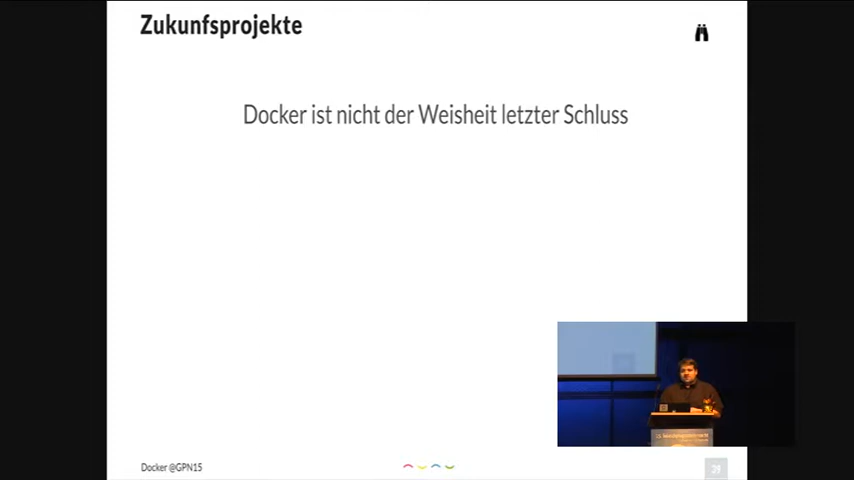 Zukunfsprojekte
Docker ist nicht der Weisheit letzter Schluss
Docker @GPN15
29